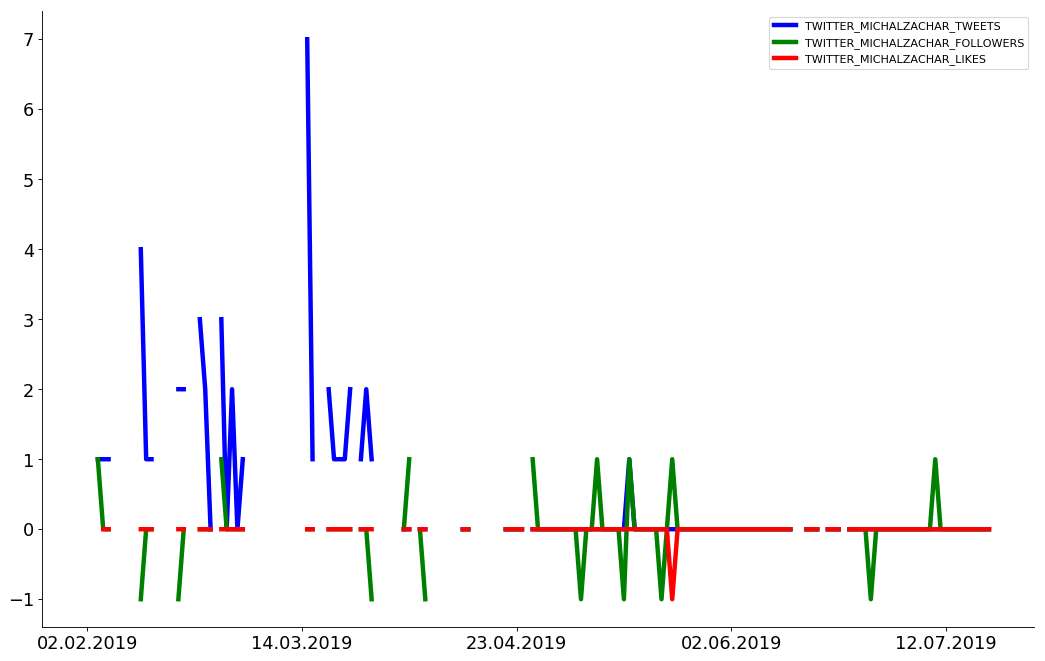 TWITTER_MICHALZACHAR_TWEETS
TWITTER_MICHALZACHAR_FOLLOWERS
TWITTER_MICHALZACHAR_LIKES
7
6
5
4
3
2
1
0
−1
02.02.2019 14.03.2019 23.04.2019 02.06.2019 12.07.2019